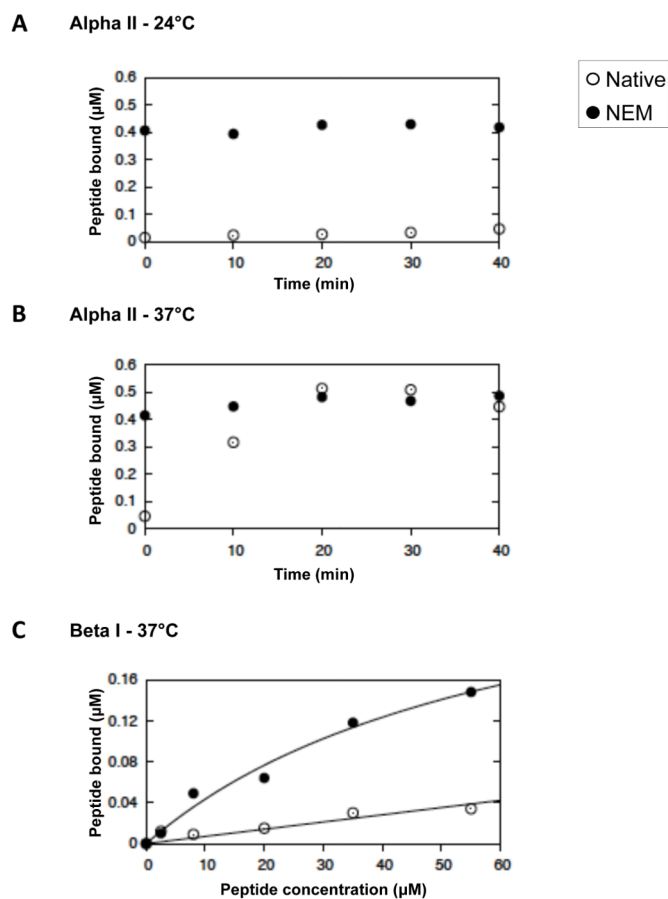 A Alpha II - 24°C
Native
NEM
0.6
0.5
0.4
0.3
0.2
0.1
0
Peptide bound (µM)
0 10 20 30 40
Time (min)
B Alpha II - 37°C
0.6
0.5
0.4
0.3
0.2
0.1
0
Peptide bound (µM)
0 10 20 30 40
Time (min)
C Beta I - 37°C
0.16
0.12
0.08
0.04
0
Peptide bound (µM)
0 10 20 30 40 50 60
Peptide concentration (µM)